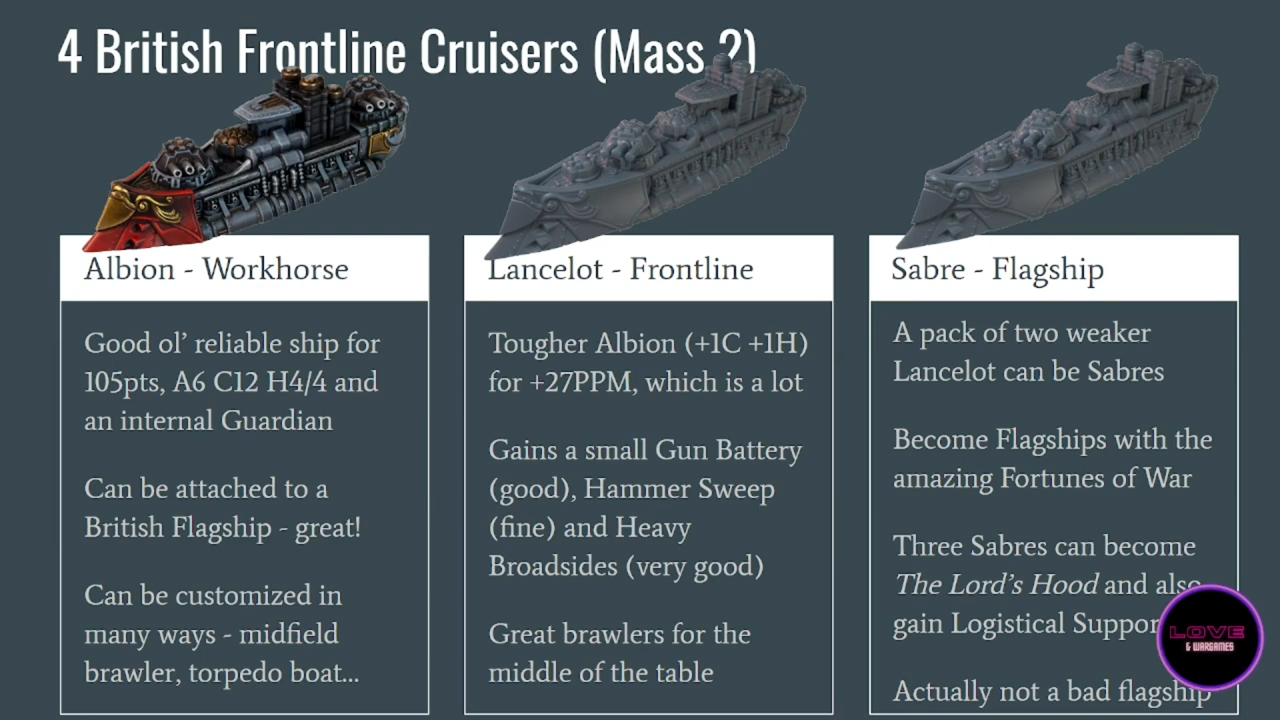 4 British Frontline Cruisers (Mass 2)
Albion - Workhorse
Good ol’ reliable ship for
105pts, A6 C12 H4/4 and
an internal Guardian
Can be attached to a
British Flagship - great!
Can be customized in
many ways - midfield
brawler, torpedo boat...
Lancelot - Frontline
Tougher Albion (+1C +1H)
for +27PPM, which is a lot
Gains a small Gun Battery
(good), Hammer Sweep
(fine) and Heavy
Broadsides (very good)
Great brawlers for the
middle of the table
Sabre - Flagship
A pack of two weaker
Lancelot can be Sabres
Become Flagships with the
amazing Fortunes of War
Three Sabres can become
The Lord’s Hood and also
gain Logistical Support
Actually not a bad flagship
LOVE
& WARGAMES